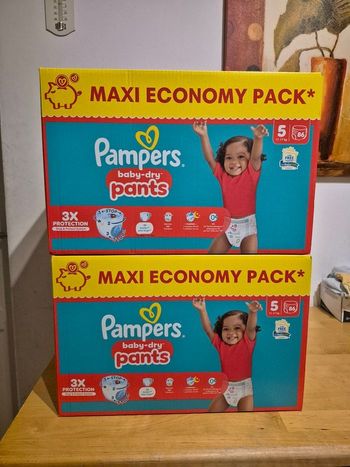 MAXI ECONOMY PACK*
Pampers
baby-dry
pants
5
86
3X
PROTECTION
MAXI ECONOMY PACK*
Pampers
baby-dry
pants
5
86
3X
PROTECTION